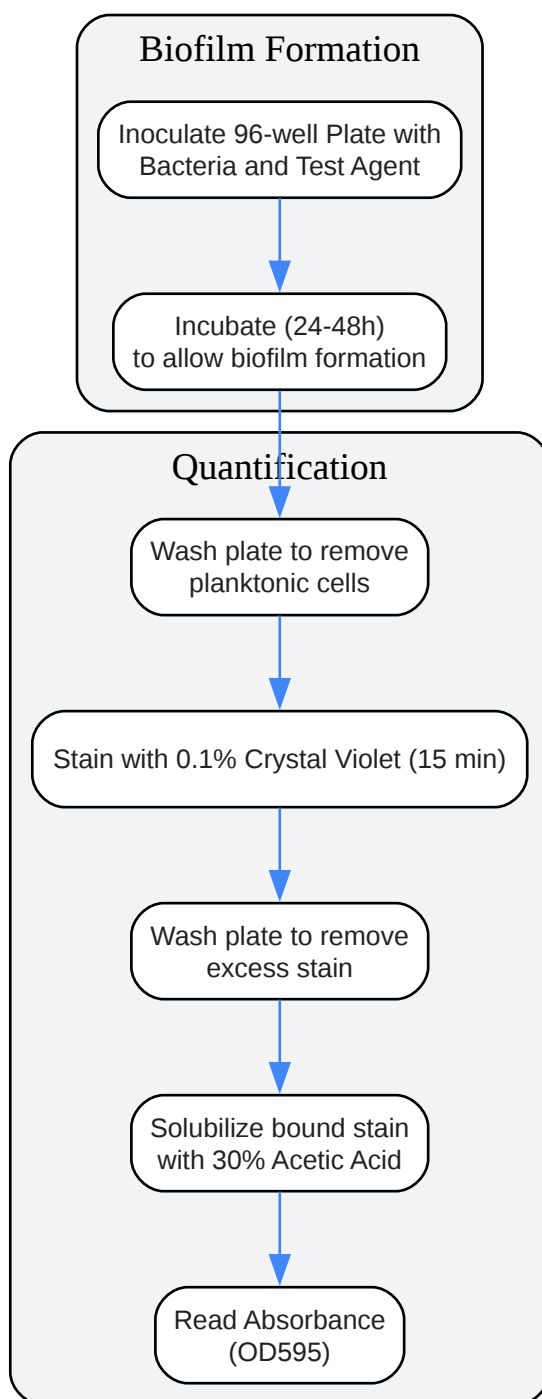 Biofilm Formation
Inoculate 96-well Plate with
Bacteria and Test Agent
Incubate (24-48h)
to allow biofilm formation
Quantification
Wash plate to remove
planktonic cells
Stain with 0.1% Crystal Violet (15 min)
Wash plate to remove
excess stain
Solubilize bound stain
with 30% Acetic Acid
Read Absorbance
(OD595)